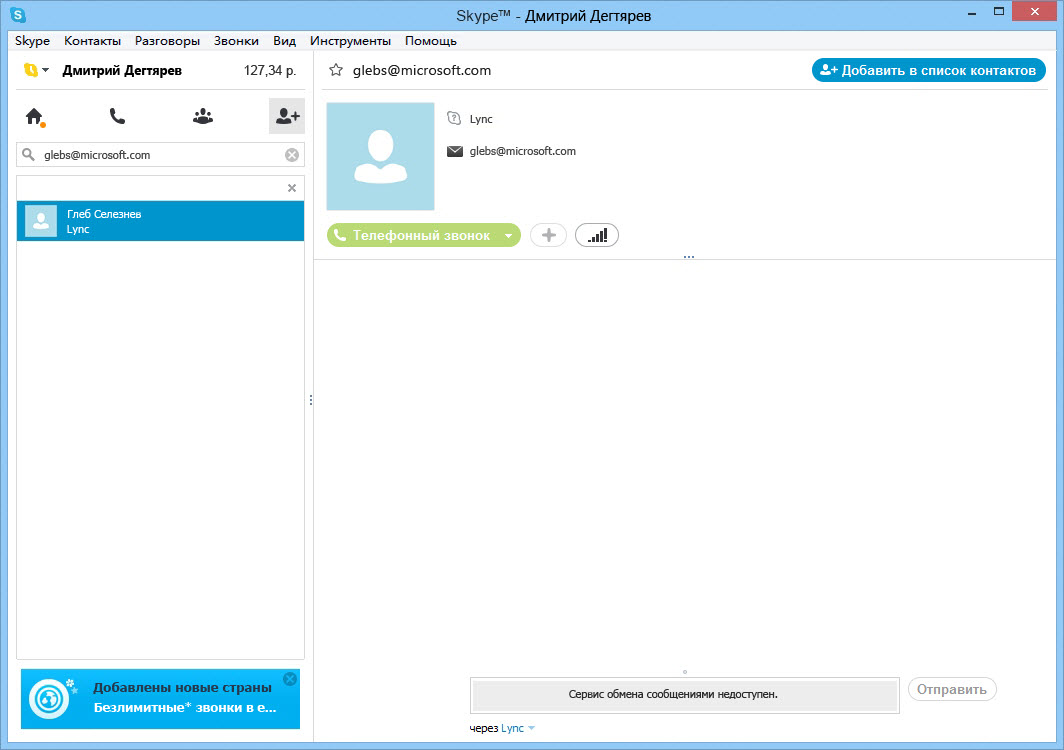 Skype™ - Дмитрий Дегтярев
Skype Контакты Разговоры Звонки Вид Инструменты Помощь
Дмитрий Дегтярев 127,34 р.
glebs@microsoft.com
Глеб Селезнев
Lync
Добавлены новые страны
Безлимитные* звонки в е...
glebs@microsoft.com
Добавить в список контактов
Lync
glebs@microsoft.com
Телефонный звонок
Сервис обмена сообщениями недоступен.
Отправить
через Lync